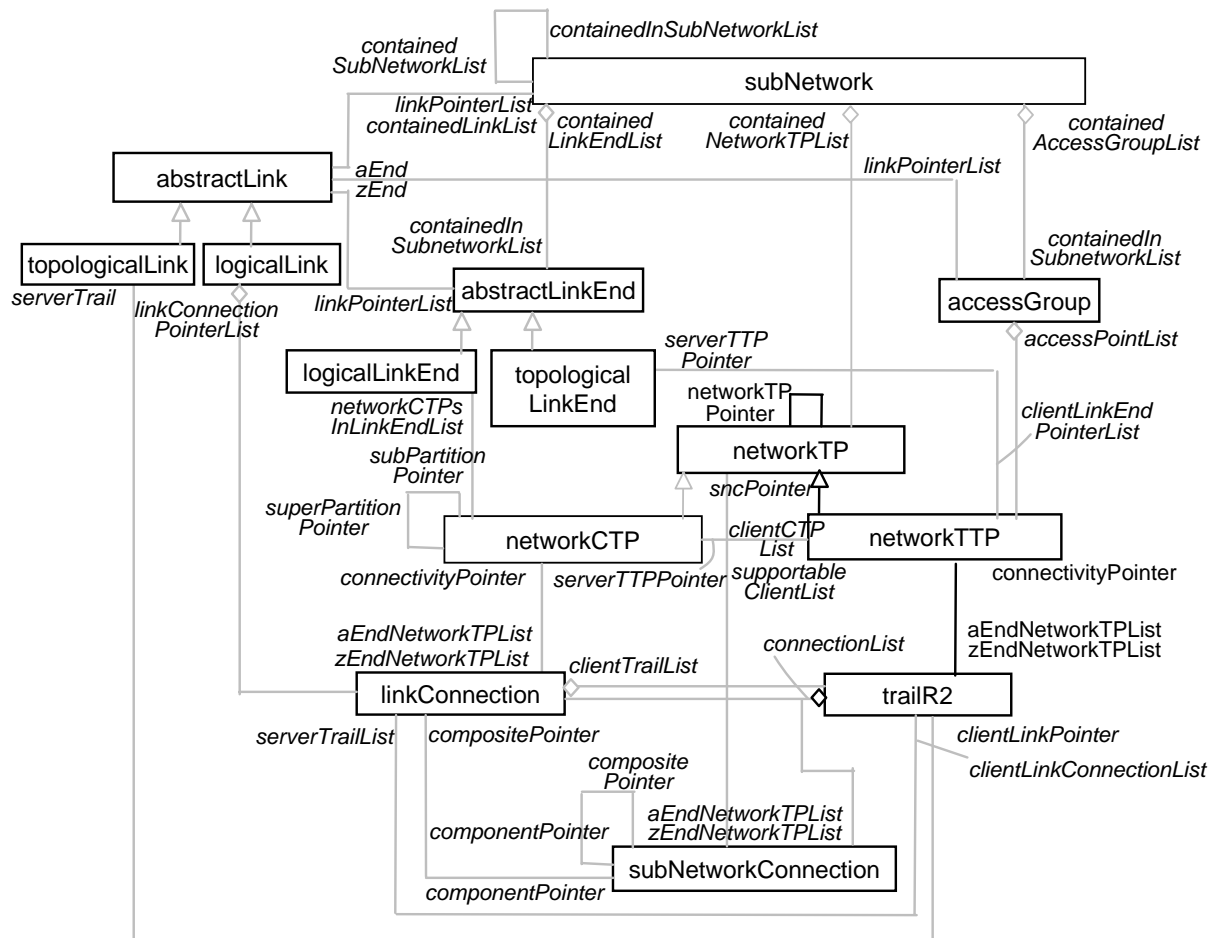 containedInSubNetworkList
contained
SubNetworkList
subNetwork
linkPointerList
containedLinkList
contained
LinkEndList
contained
NetworkTPList
contained
AccessGroupList
abstractLink
aEnd
zEnd
linkPointerList
containedIn
SubnetworkList
containedIn
SubnetworkList
topologicalLink
logicalLink
serverTrail
linkConnection
PointerList
linkPointerList
abstractLinkEnd
accessGroup
accessPointList
serverTTP
Pointer
logicalLinkEnd
topological
LinkEnd
networkTP
Pointer
networkCTPs
InLinkEndList
clientLinkEnd
PointerList
networkTP
subPartition
Pointer
sncPointer
superPartition
Pointer
networkCTP
clientCTP
List
networkTTP
connectivityPointer
serverTTPPointer
supportable
ClientList
connectivityPointer
aEndNetworkTPList
zEndNetworkTPList
connectionList
aEndNetworkTPList
zEndNetworkTPList
clientTrailList
linkConnection
trailR2
serverTrailList
compositePointer
clientLinkPointer
clientLinkConnectionList
composite
Pointer
aEndNetworkTPList
zEndNetworkTPList
componentPointer
subNetworkConnection
componentPointer